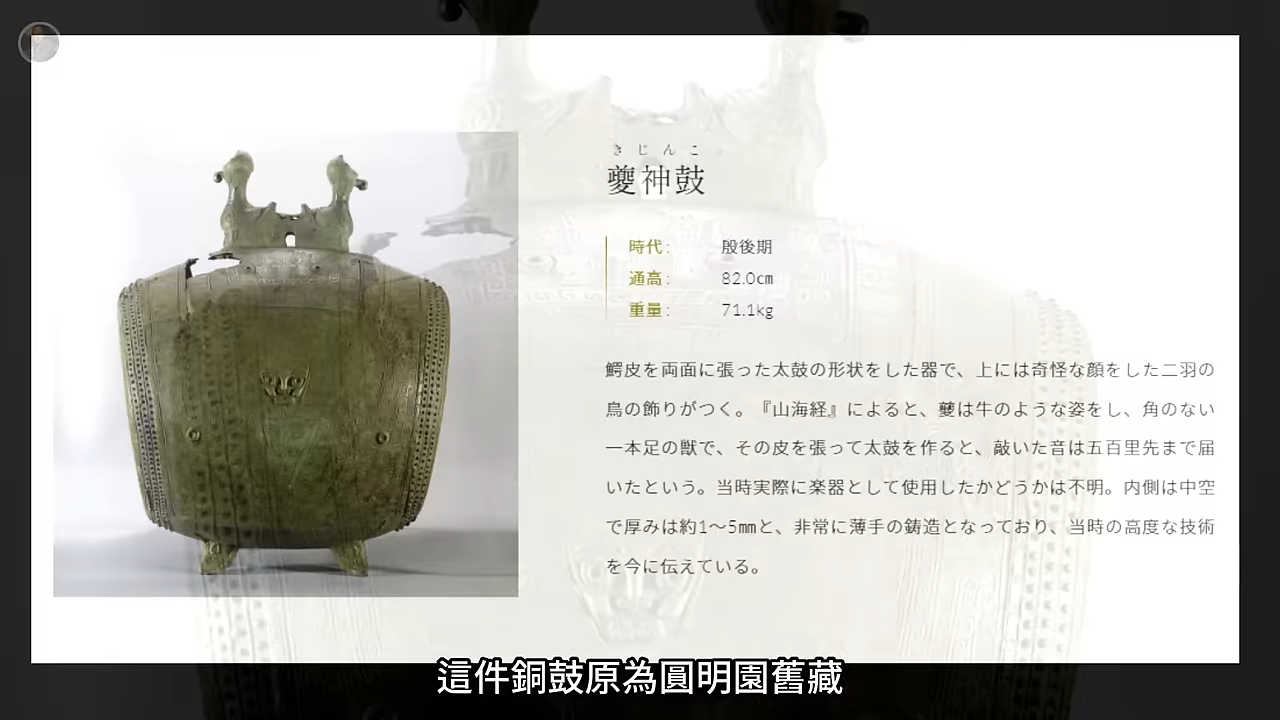 きじんこ
夔神鼓
時代： 殷後期
通高： 82.0㎝
重量： 71.1kg
鰐皮を両面に張った太鼓の形状をした器で、上には奇怪な顔をした二羽の
鳥の飾りがつく。『山海経』によると、夔は牛のような姿をし、角のない
一本足の獣で、その皮を張って太鼓を作ると、敲いた音は五百里先まで届
いたという。当時実際に楽器として使用したかどうかは不明。内側は中空
で厚みは約1〜5㎜と、非常に薄手の鋳造となっており、当時の高度な技術
を今に伝えている。
這件銅鼓原為圓明園舊藏